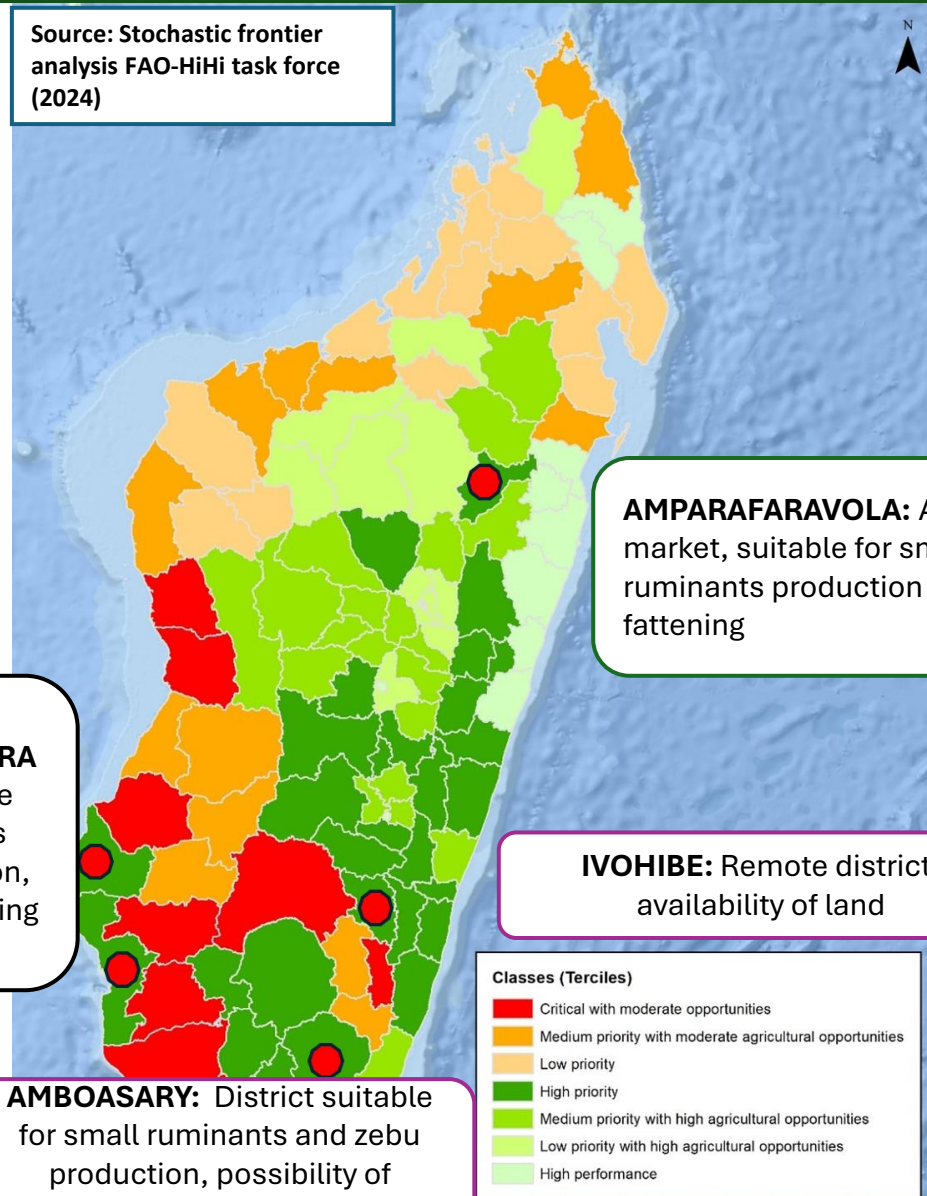 Source: Stochastic frontier
analysis FAO-HiHi task force
(2024)
N
AMPARAFARAVOLA:
market, suitable for
ruminants production
fattening
IVOHIBE: Remote district
availability of land
AMBOASARY: District suitable
for small ruminants and zebu
production, possibility of
Classes (Terciles)
Critical with moderate opportunities
Medium priority with moderate agricultural opportunities
Low priority
High priority
Medium priority with high agricultural opportunities
Low priority with high agricultural opportunities
High performance